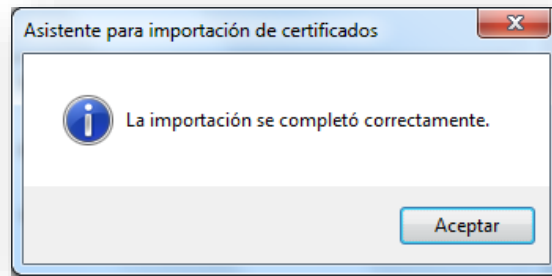 Asistente para importación de certificados
La importación se completó correctamente.
Aceptar